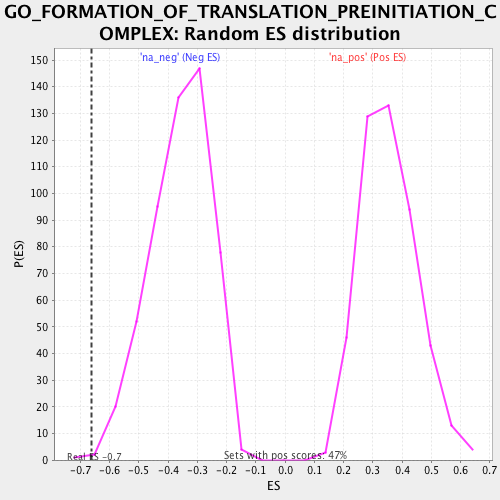 GO_FORMATION_OF_TRANSLATION_PREINITIATION_C
OMPLEX: Random ES distribution
'na_neg' (Neg ES) 'na_pos' (Pos ES)
150
140
130
120
110
100
90
80
70
60
50
40
30
20
10
0
P(ES)
Real ES -0.7 Sets with pos scores: 47%
-0.7 -0.6 -0.5 -0.4 -0.3 -0.2 -0.1 0.0 0.1 0.2 0.3 0.4 0.5 0.6 0.7
ES